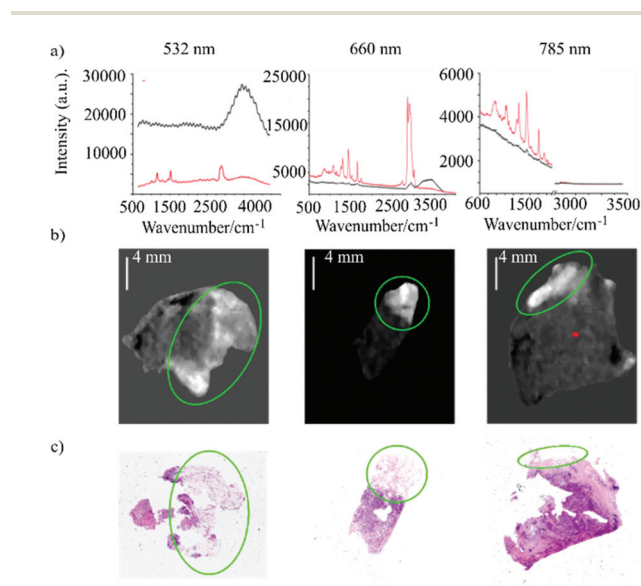 a) 532 nm 660 nm 785 nm
Intensity (a.u.)
30000
20000
10000
25000
15000
5000
6000
4000
2000
500 1500 2500 4000
500 1500 2500 3500
600 1500 3000 3500
Wavenumber/cm-1 Wavenumber/cm-1 Wavenumber/cm-1
b)
4 mm 4 mm 4 mm
c)